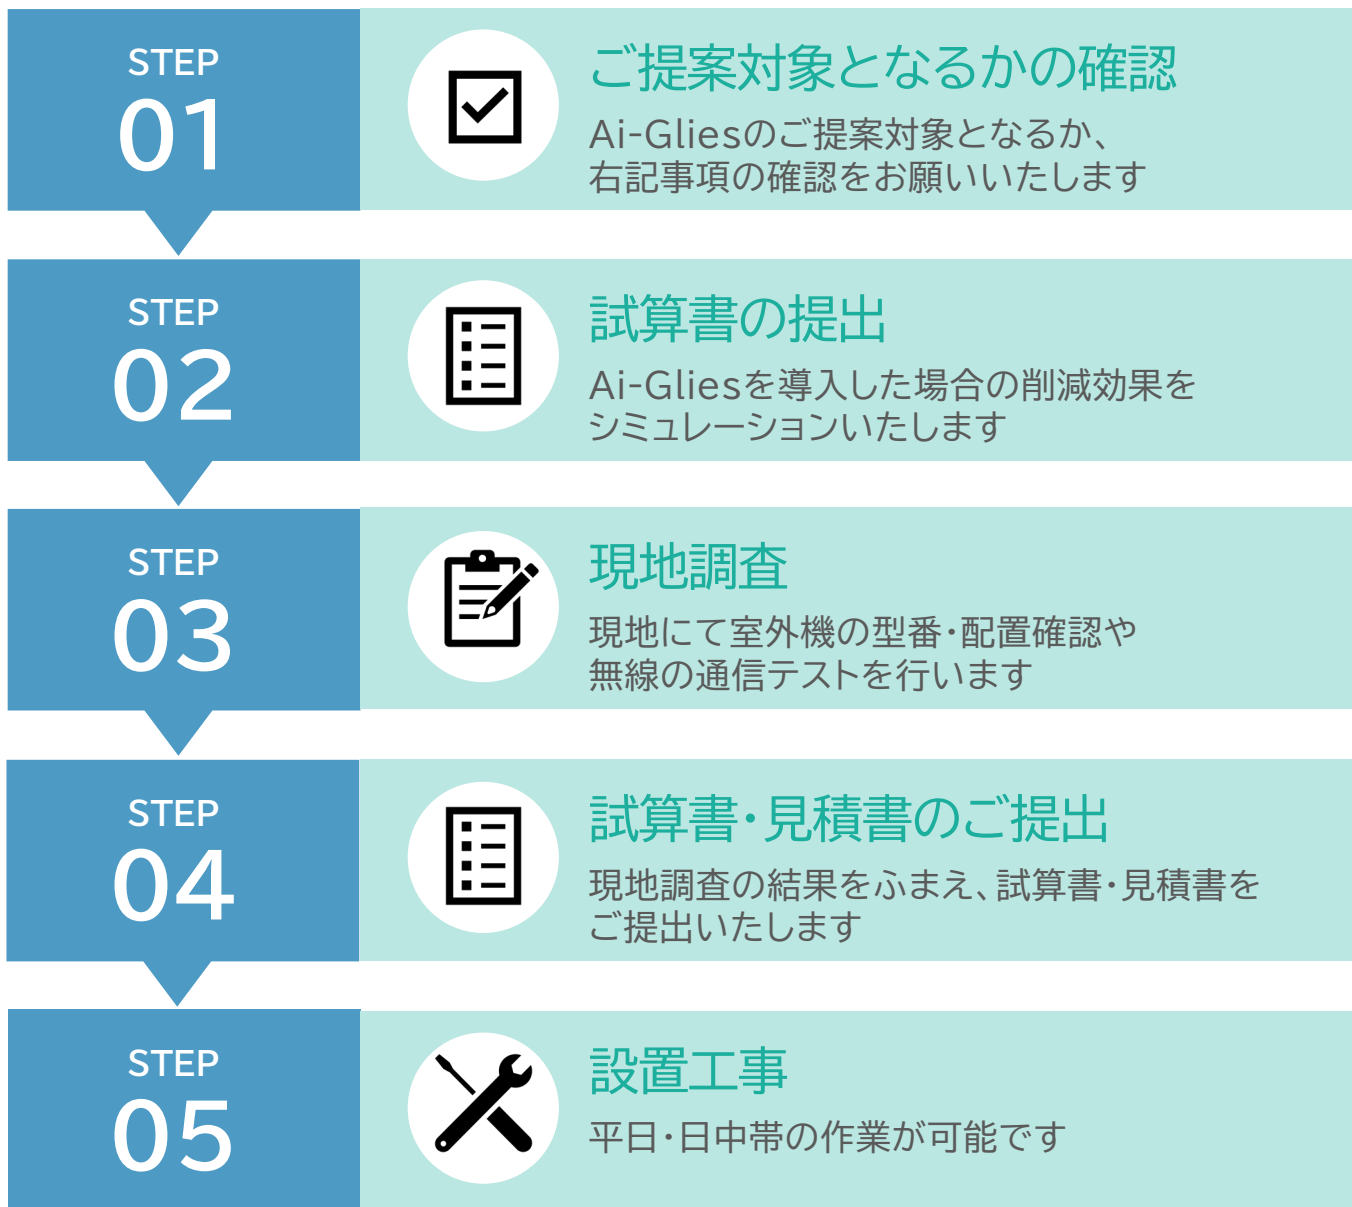 STEP
01
ご提案対象となるかの確認
Ai-Gliesのご提案対象となるか、
右記事項の確認をお願いいたします
STEP
02
試算書の提出
Ai-Gliesを導入した場合の削減効果を
シミュレーションいたします
STEP
03
現地調査
現地にて室外機の型番・配置確認や
無線の通信テストを行います
STEP
04
試算書・見積書のご提出
現地調査の結果をふまえ、試算書・見積書を
ご提出いたします
STEP
05
設置工事
平日・日中帯の作業が可能です